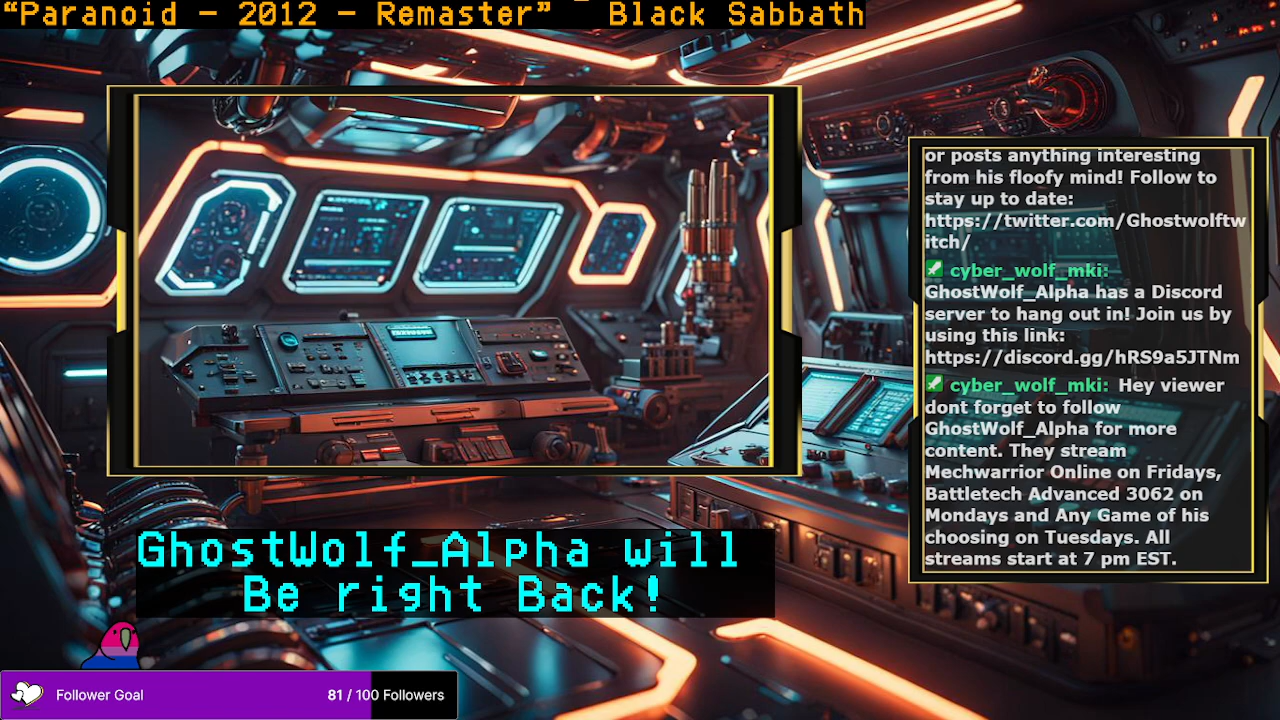 “Paranoid - 2012 - Remaster” ~ Black Sabbath
or posts anything interesting
from his floofy mind! Follow to
stay up to date:
https://twitter.com/Ghostwolftw
itch/
cyber_wolf_mki:
GhostWolf_Alpha has a Discord
server to hang out in! Join us by
using this link:
https://discord.gg/hRS9a5JTNm
cyber_wolf_mki: Hey viewer
dont forget to follow
GhostWolf_Alpha for more
content. They stream
Mechwarrior Online on Fridays,
Battletech Advanced 3062 on
Mondays and Any Game of his
choosing on Tuesdays. All
streams start at 7 pm EST.
GhostWolf_Alpha will
Be right Back!
Follower Goal 81 / 100 Followers